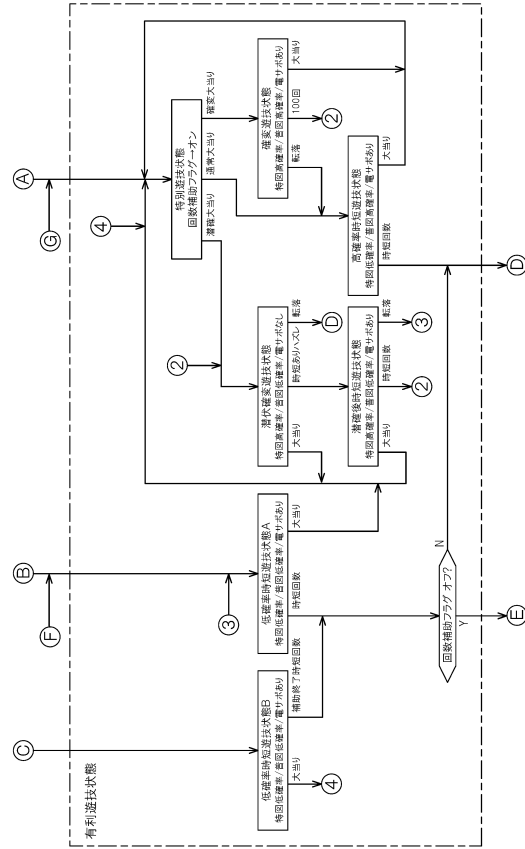 有利遊技状態
Ⓒ
Ⓑ
Ⓐ
Ⓕ
Ⓖ
③
④
特別遊技状態
回数補助フラグ→オン
潜確大当り
通常大当り
確変大当り
②
低確率時短遊技状態B
特図低確率/普図低確率/電サポあり
大当り
補助終了時短回数
④
低確率時短遊技状態A
特図低確率/普図低確率/電サポあり
時短回数
大当り
潜伏確変遊技状態
特図高確率/普図低確率/電サポなし
大当り
時短ありハズレ
転落
Ⓓ
確変遊技状態
特図高確率/普図高確率/電サポあり
転落
100回
大当り
②
潜確後時短遊技状態
特図高確率/普図低確率/電サポあり
大当り
時短回数
転落
②
③
高確率時短遊技状態
特図低確率/普図高確率/電サポあり
時短回数
大当り
回数補助フラグ オフ?
N
Y
Ⓔ
Ⓓ